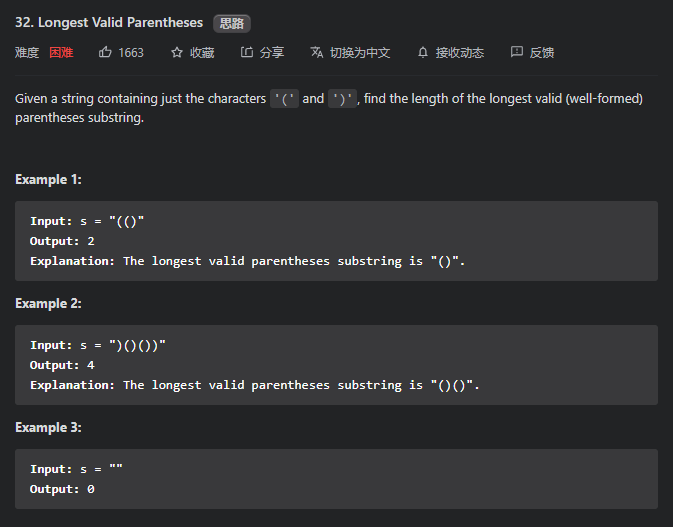 32. Longest Valid Parentheses 思路
难度 困难 1663 收藏 分享 切换为中文 接收动态 反馈
Given a string containing just the characters '(' and ')', find the length of the longest valid (well-formed)
parentheses substring.
Example 1:
Input: s = "(()"
Output: 2
Explanation: The longest valid parentheses substring is "()".
Example 2:
Input: s = ")()())"
Output: 4
Explanation: The longest valid parentheses substring is "()()".
Example 3:
Input: s = ""
Output: 0